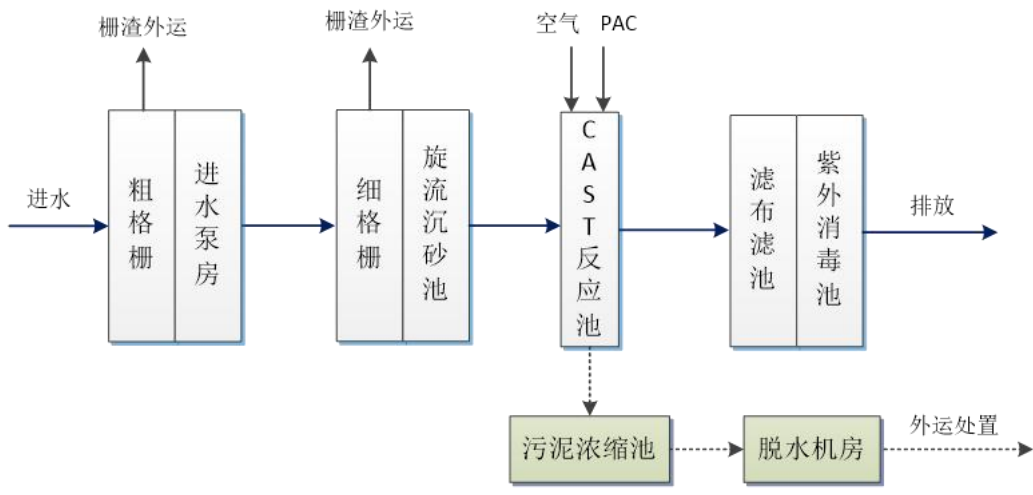 栅渣外运
栅渣外运
空气 PAC
进水
粗格栅
进水泵房
细格栅
旋流沉砂池
CAST反应池
滤布滤池
紫外消毒池
排放
污泥浓缩池
脱水机房
外运处置